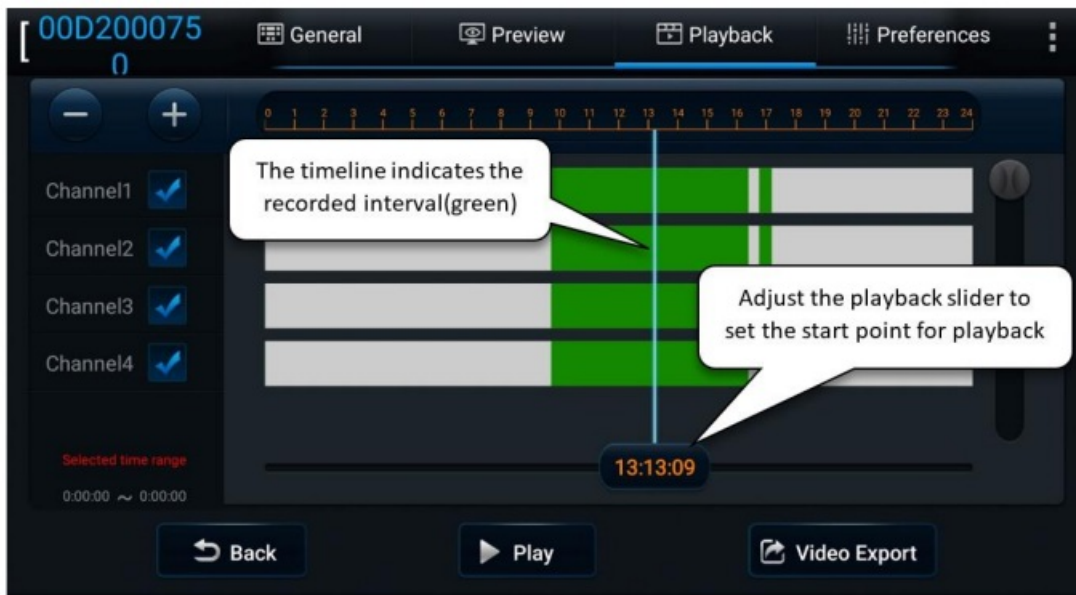 [ 00D200075
0
General
Preview
Playback
Preferences
0 1 2 3 4 5 6 7 8 9 10 11 12 13 14 15 16 17 18 19 20 21 22 23 24
The timeline indicates the
recorded interval(green)
Channel1
Channel2
Channel3
Channel4
Adjust the playback slider to
set the start point for playback
Selected time range
0:00:00 ~ 0:00:00
13:13:09
Back
Play
Video Export